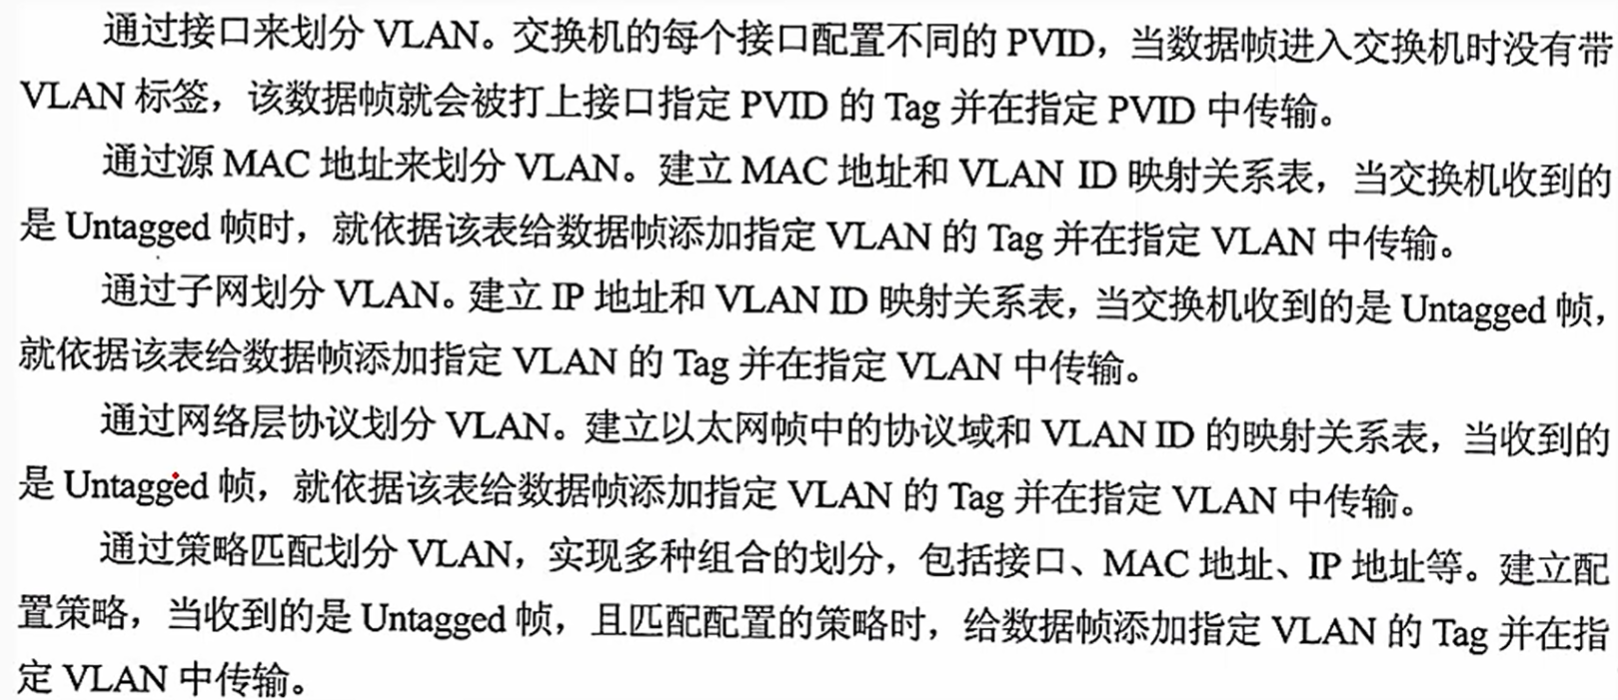 通过接口来划分 VLAN。交换机的每个接口配置不同的 PVID，当数据帧进入交换机时没有带
VLAN 标签，该数据帧就会被打上接口指定 PVID 的 Tag 并在指定 PVID 中传输。
通过源 MAC 地址来划分 VLAN。建立 MAC 地址和 VLAN ID 映射关系表，当交换机收到的
是 Untagged 帧时，就依据该表给数据帧添加指定 VLAN 的 Tag 并在指定 VLAN 中传输。
通过子网划分 VLAN。建立 IP 地址和 VLAN ID 映射关系表，当交换机收到的是 Untagged 帧，
就依据该表给数据帧添加指定 VLAN 的 Tag 并在指定 VLAN 中传输。
通过网络层协议划分 VLAN。建立以太网帧中的协议域和 VLAN ID 的映射关系表，当收到的
是 Untagged 帧，就依据该表给数据帧添加指定 VLAN 的 Tag 并在指定 VLAN 中传输。
通过策略匹配划分 VLAN，实现多种组合的划分，包括接口、MAC 地址、IP 地址等。建立配
置策略，当收到的是 Untagged 帧，且匹配配置的策略时，给数据帧添加指定 VLAN 的 Tag 并在指
定 VLAN 中传输。